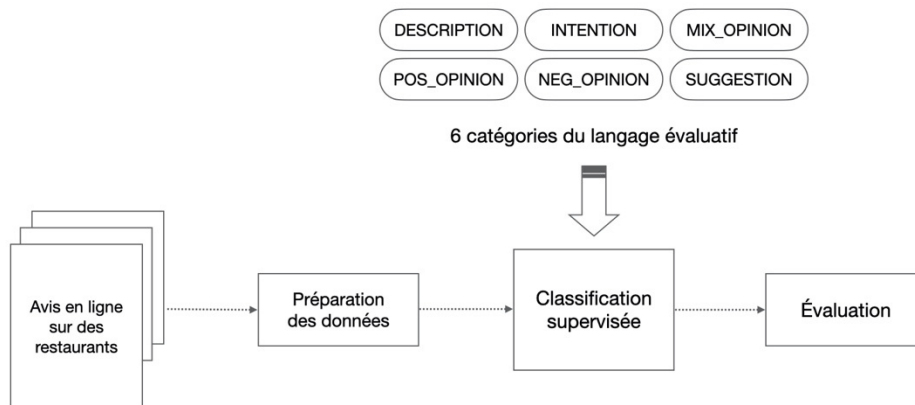 DESCRIPTION
INTENTION
MIX_OPINION
POS_OPINION
NEG_OPINION
SUGGESTION
6 catégories du langage évaluatif
Avis en ligne
sur des
restaurants
Préparation
des données
Classification
supervisée
Évaluation